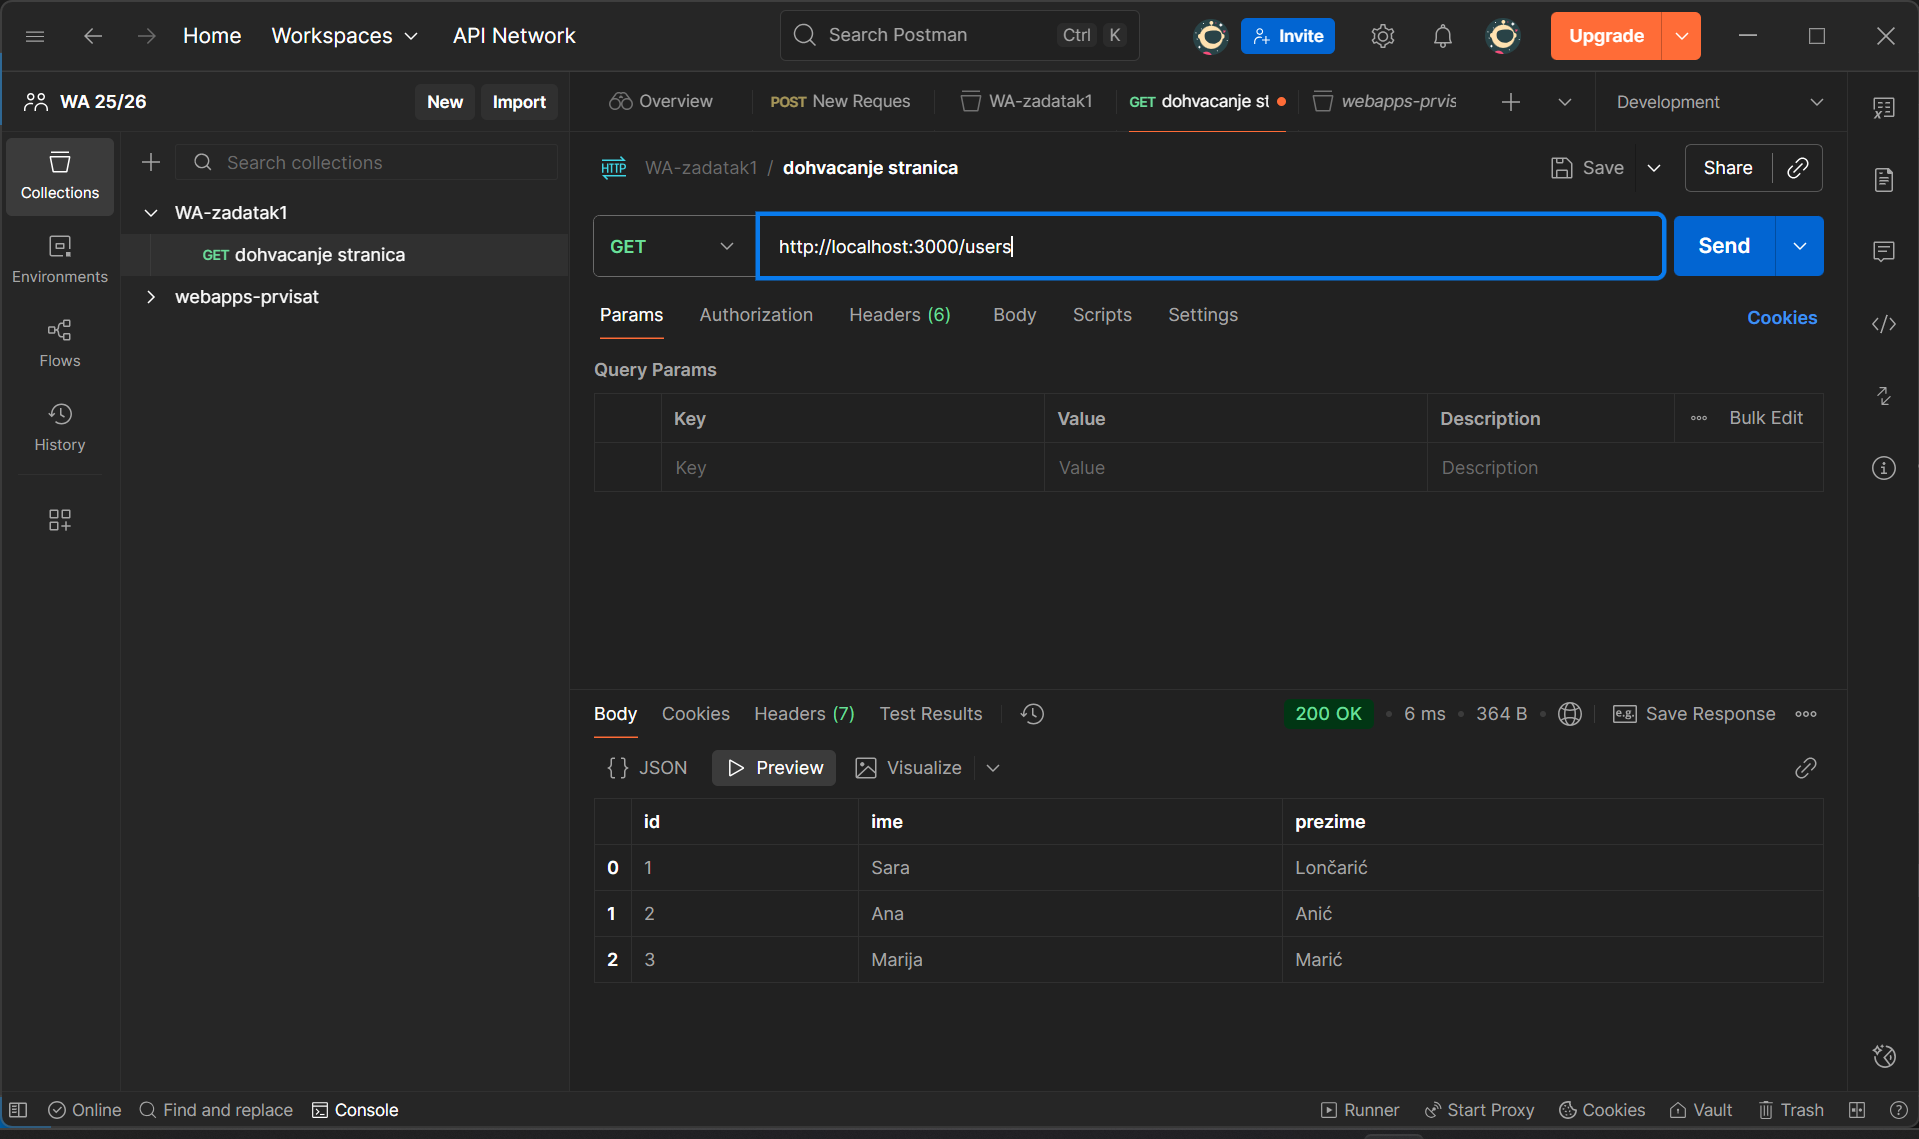 Home Workspaces API Network Search Postman Ctrl K Invite Upgrade
WA 25/26 New Import
Overview POST New Reques WA-zadatak1 GET dohvacanje st webapps-prvis Development
Collections
Search collections
WA-zadatak1
GET dohvacanje stranica
webapps-prvisat
Environments
Flows
History
HTTP WA-zadatak1 / dohvacanje stranica Save Share
GET http://localhost:3000/users Send
Params Authorization Headers (6) Body Scripts Settings Cookies
Query Params
Key Value Description Bulk Edit
Key Value Description
Body Cookies Headers (7) Test Results 200 OK • 6 ms • 364 B • e.g. Save Response
{} JSON Preview Visualize
id ime prezime
0 1 Sara Lončarić
1 2 Ana Anić
2 3 Marija Marić
Online Find and replace Console Runner Start Proxy Cookies Vault Trash